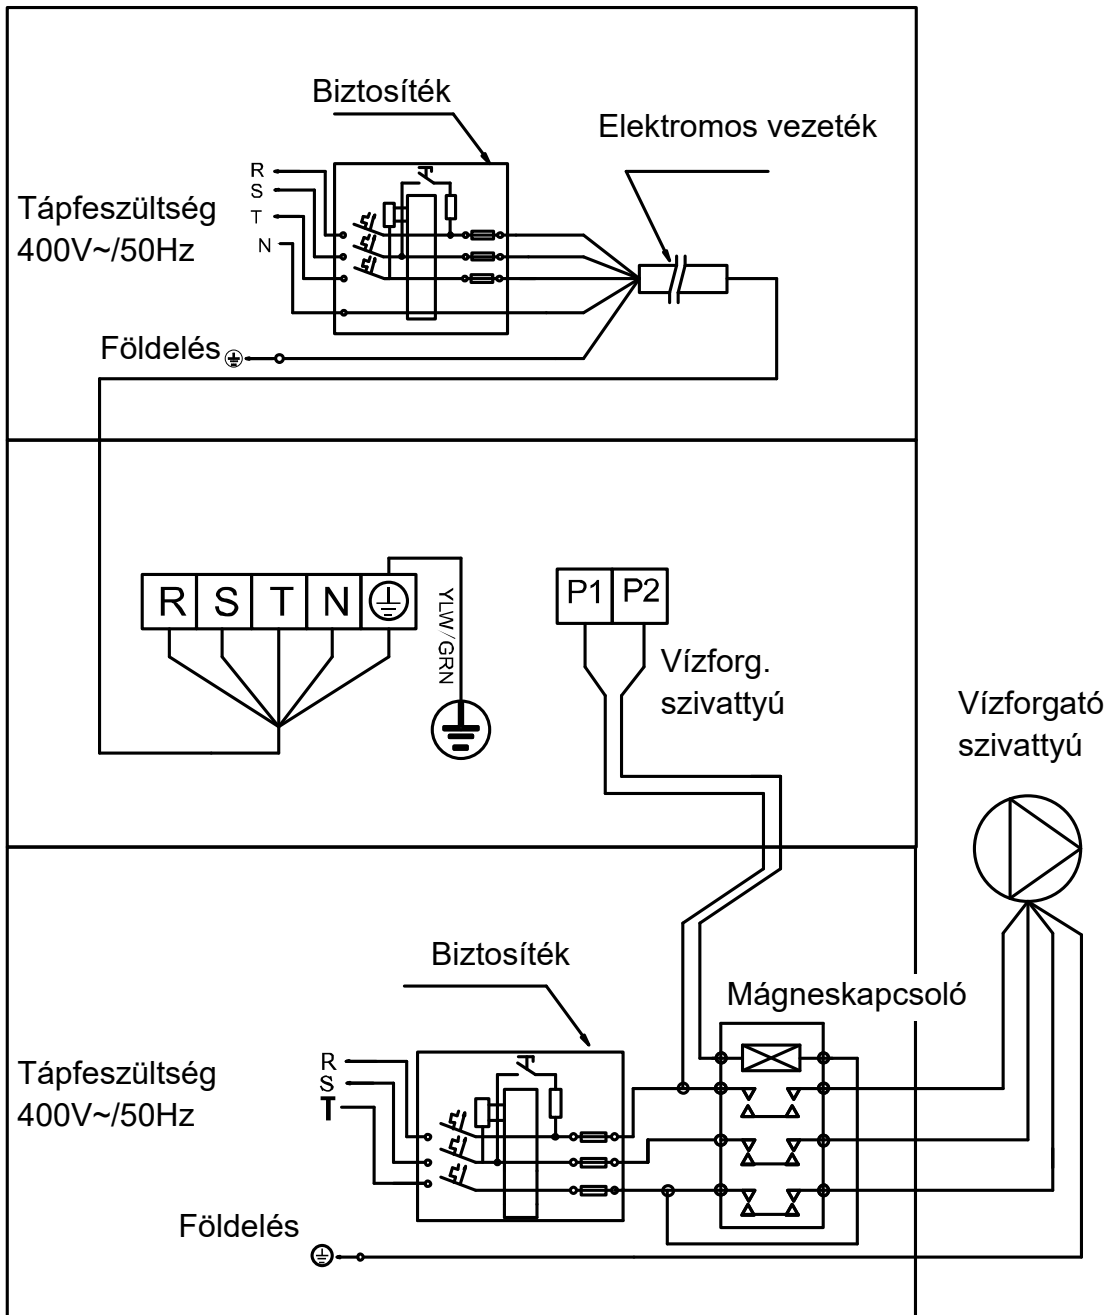 Biztosíték
Elektromos vezeték
R
S
T
N
Tápfeszültség
400V~/50Hz
Földelés
R S T N
YLW/GRN
P1 P2
Vízforg.
szivattyú
Vízforgató
szivattyú
Biztosíték
Mágneskapcsoló
R
S
T
Tápfeszültség
400V~/50Hz
Földelés